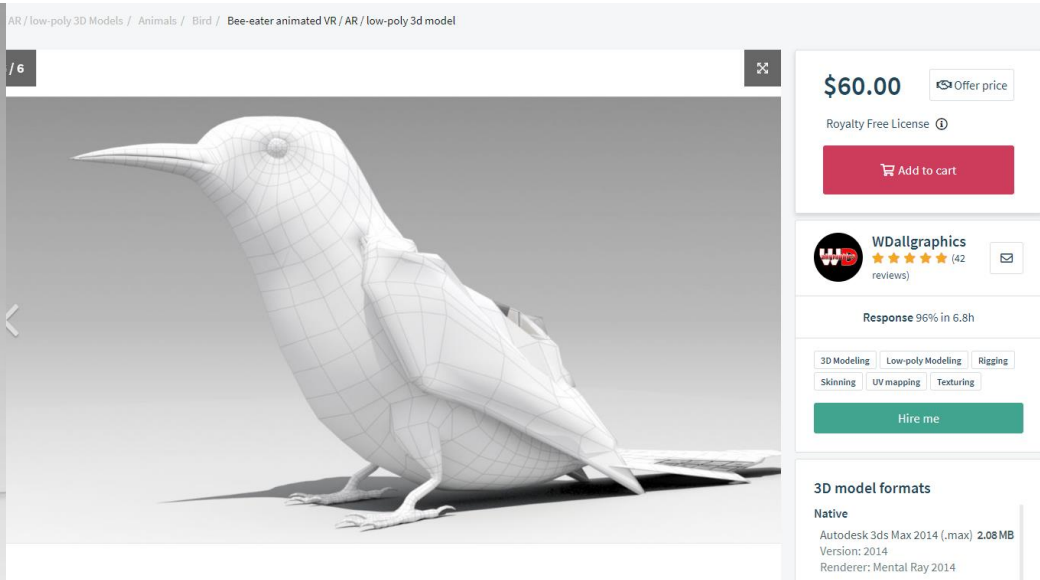 AR / low-poly 3D Models / Animals / Bird / Bee-eater animated VR / AR / low-poly 3d model
/ 6
$60.00
Offer price
Royalty Free License
Add to cart
WD
WDallgraphics
(42
reviews)
Response 96% in 6.8h
3D Modeling Low-poly Modeling Rigging
Skinning UV mapping Texturing
Hire me
3D model formats
Native
Autodesk 3ds Max 2014 (.max) 2.08 MB
Version: 2014
Renderer: Mental Ray 2014